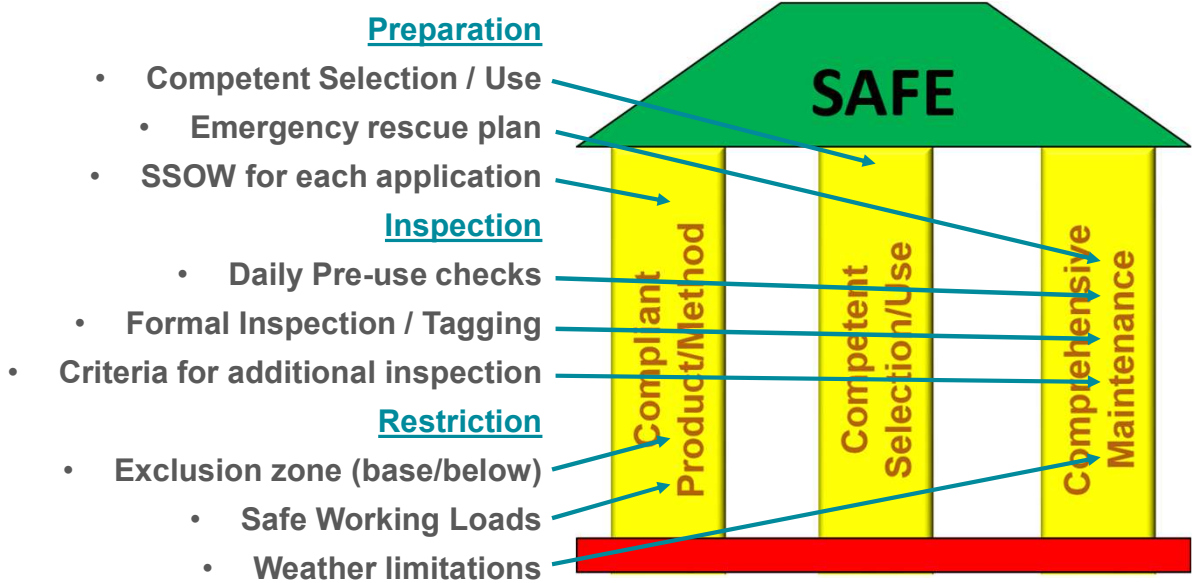 Preparation
• Competent Selection / Use
• Emergency rescue plan
• SSOW for each application
Inspection
• Daily Pre-use checks
• Formal Inspection / Tagging
• Criteria for additional inspection
Restriction
• Exclusion zone (base/below)
• Safe Working Loads
• Weather limitations
SAFE
Compliant
Product/Method
Competent
Selection/Use
Comprehensive
Maintenance